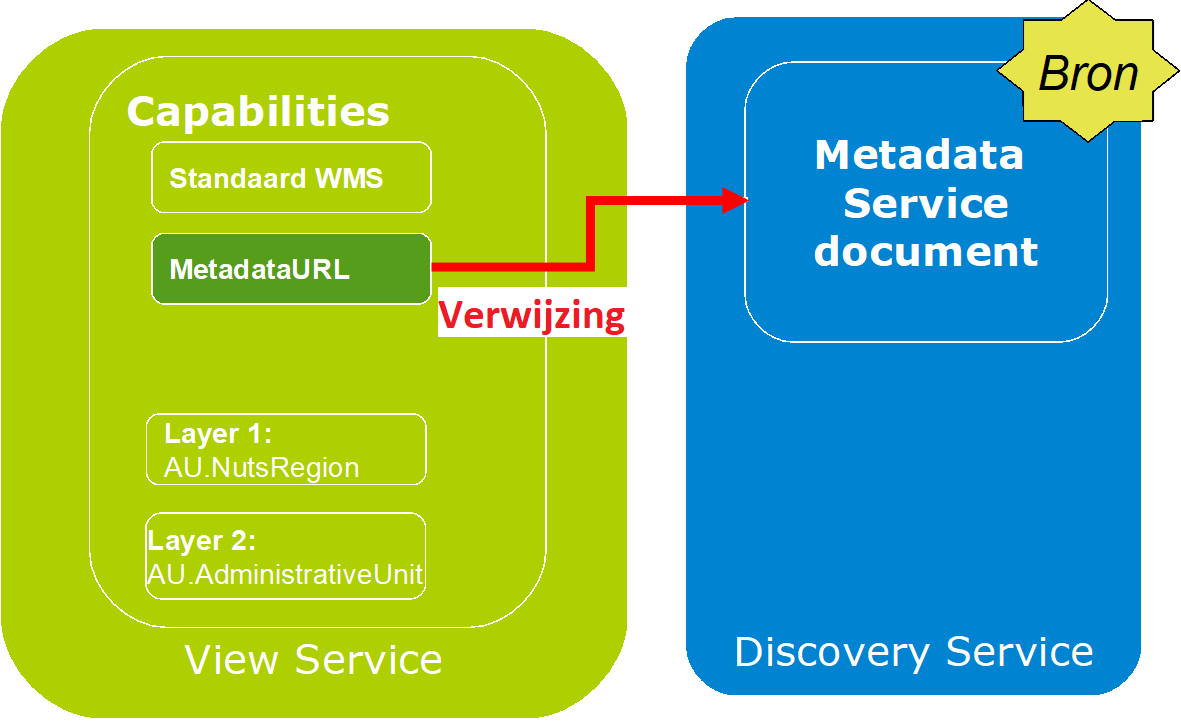 Capabilities
Standaard WMS
MetadataURL
Verwijzing
Layer 1:
AU.NutsRegion
Layer 2:
AU.AdministrativeUnit
View Service
Bron
Metadata
Service
document
Discovery Service